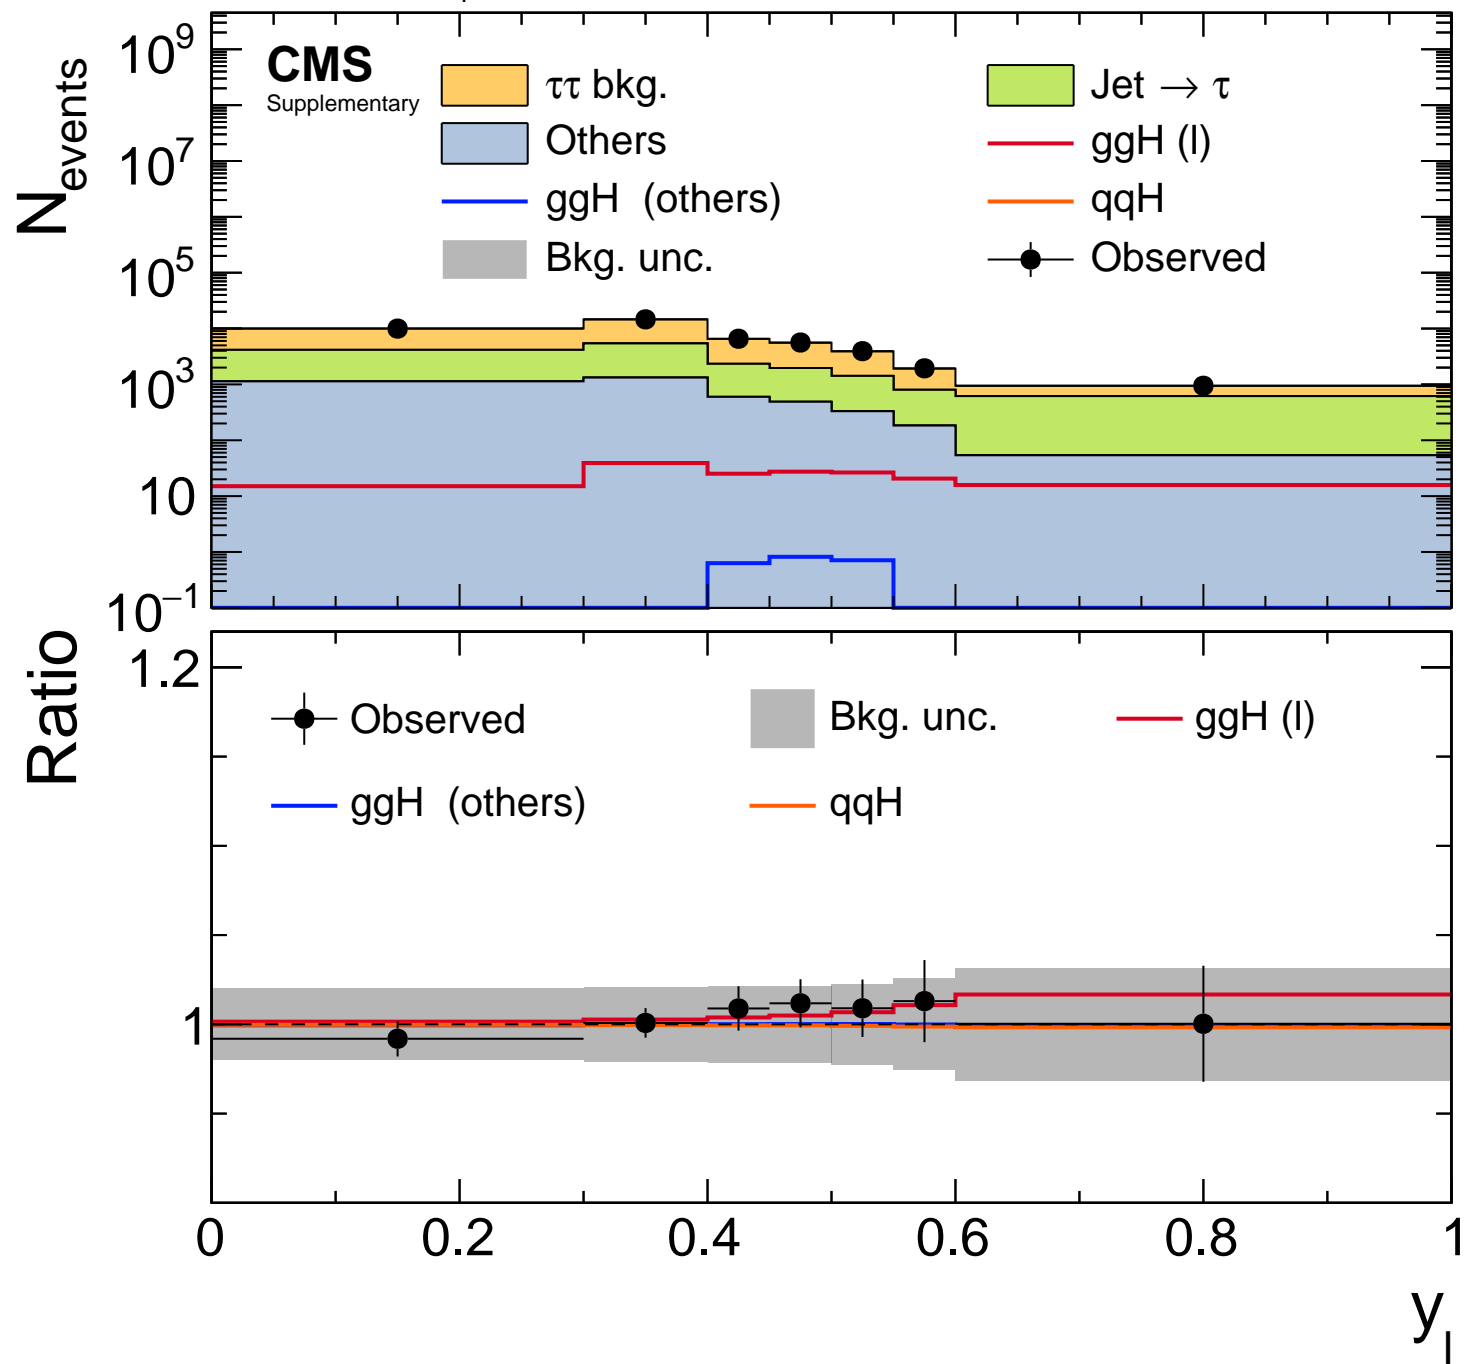 CMS
Supplementary
ττ bkg.
Jet → τ
Others
ggH (l)
ggH (others)
qqH
Bkg. unc.
Observed
N_events
10^9
10^7
10^5
10^3
10
10^−1
Ratio
1.2
1
Observed
Bkg. unc.
ggH (l)
ggH (others)
qqH
0 0.2 0.4 0.6 0.8 1
y_l